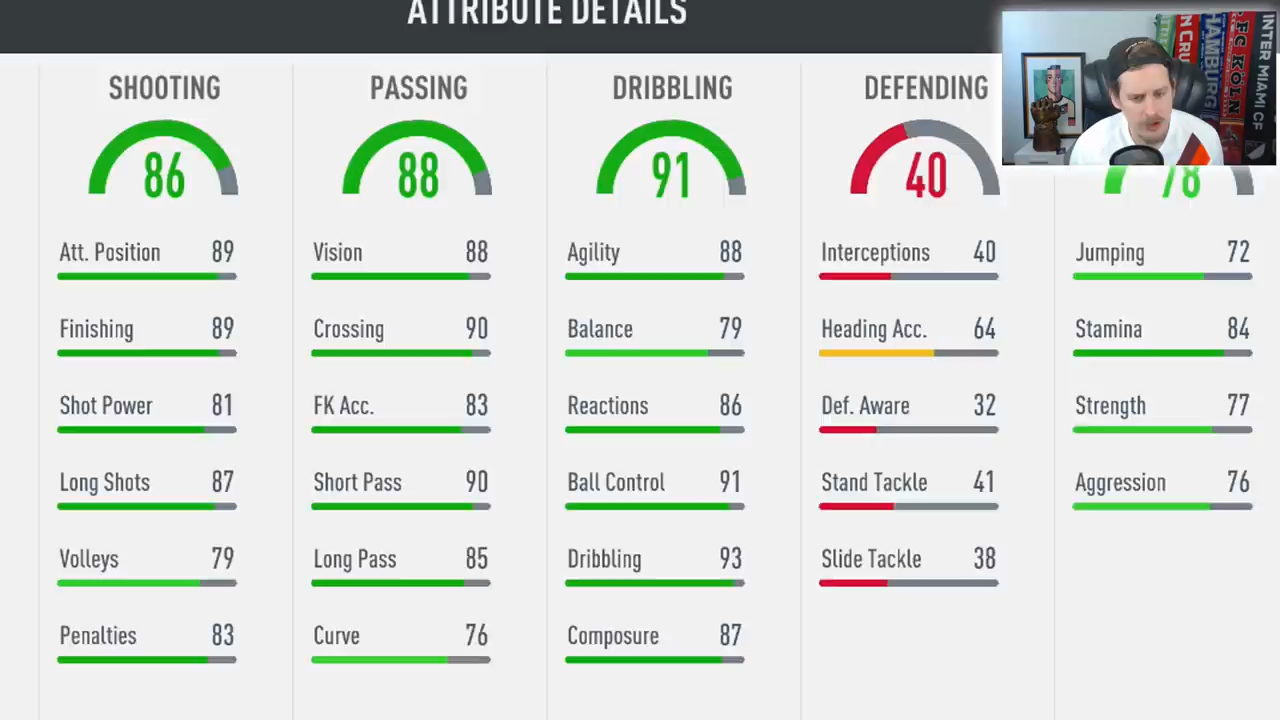 ATTRIBUTE DETAILS
SHOOTING
86
Att. Position 89
Finishing 89
Shot Power 81
Long Shots 87
Volleys 79
Penalties 83
PASSING
88
Vision 88
Crossing 90
FK Acc. 83
Short Pass 90
Long Pass 85
Curve 76
DRIBBLING
91
Agility 88
Balance 79
Reactions 86
Ball Control 91
Dribbling 93
Composure 87
DEFENDING
40
Interceptions 40
Heading Acc. 64
Def. Aware 32
Stand Tackle 41
Slide Tackle 38
78
Jumping 72
Stamina 84
Strength 77
Aggression 76
HAMBURG
FC KÖLN
INTER MIAMI CF